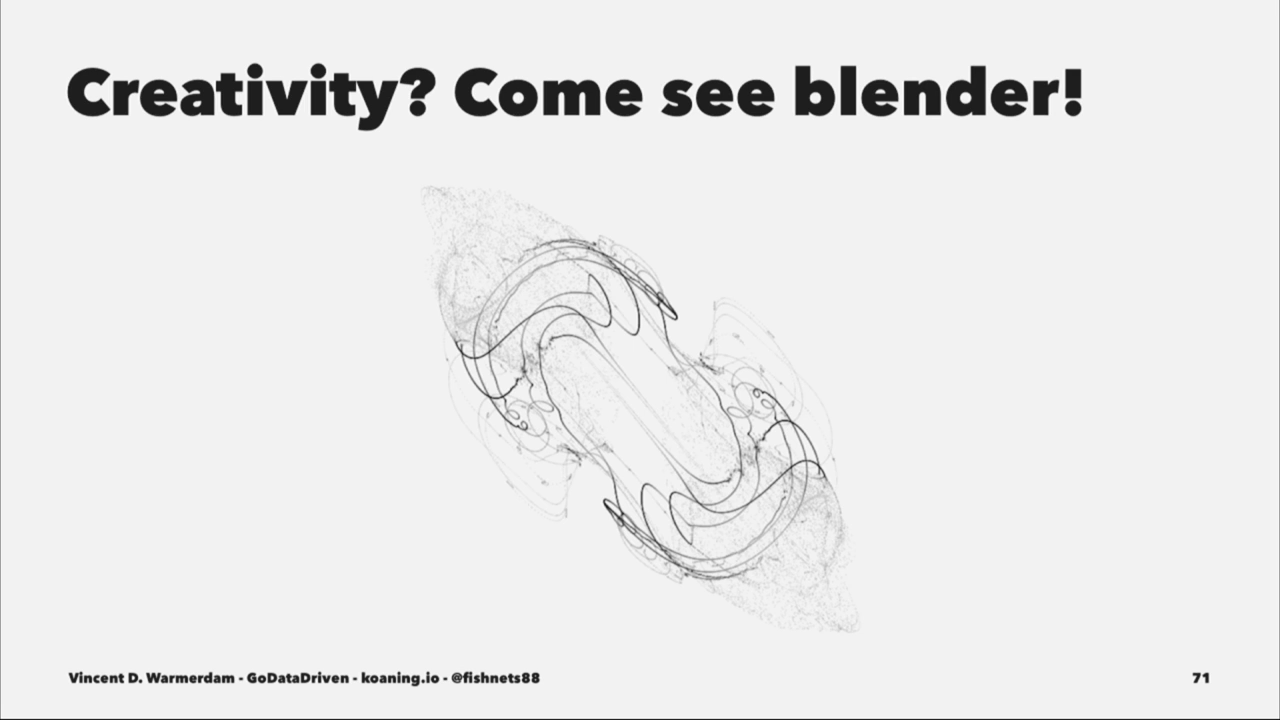 Creativity? Come see blender!
Vincent D. Warmerdam - GoDataDriven - koaning.io - @fishnets88
71